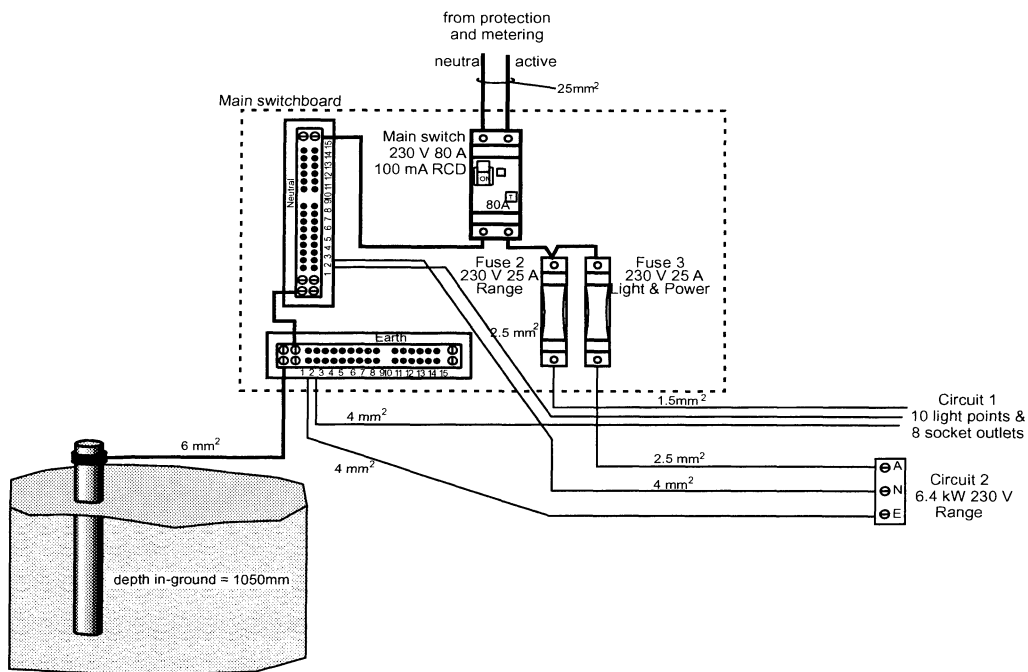 from protection
and metering
neutra active
25mm²
Main switchboard
Main switch
230 V 80 A
100 mA RCD
ON
T
80A
Neutral
1 2 3 4 5 6 7 8 9 10 11 12 13 14 15
Fuse 2
230 V 25 A
Range
Fuse 3
230 V 25 A
Light & Power
2.5 mm²
Earth
1 2 3 4 5 6 7 8 9 10 11 12 13 14 15
1.5mm²
Circuit 1
10 light points &
8 socket outlets
4 mm²
6 mm²
4 mm²
2.5 mm²
4 mm²
A
N
E
Circuit 2
6.4 kW 230 V
Range
depth in-ground = 1050mm